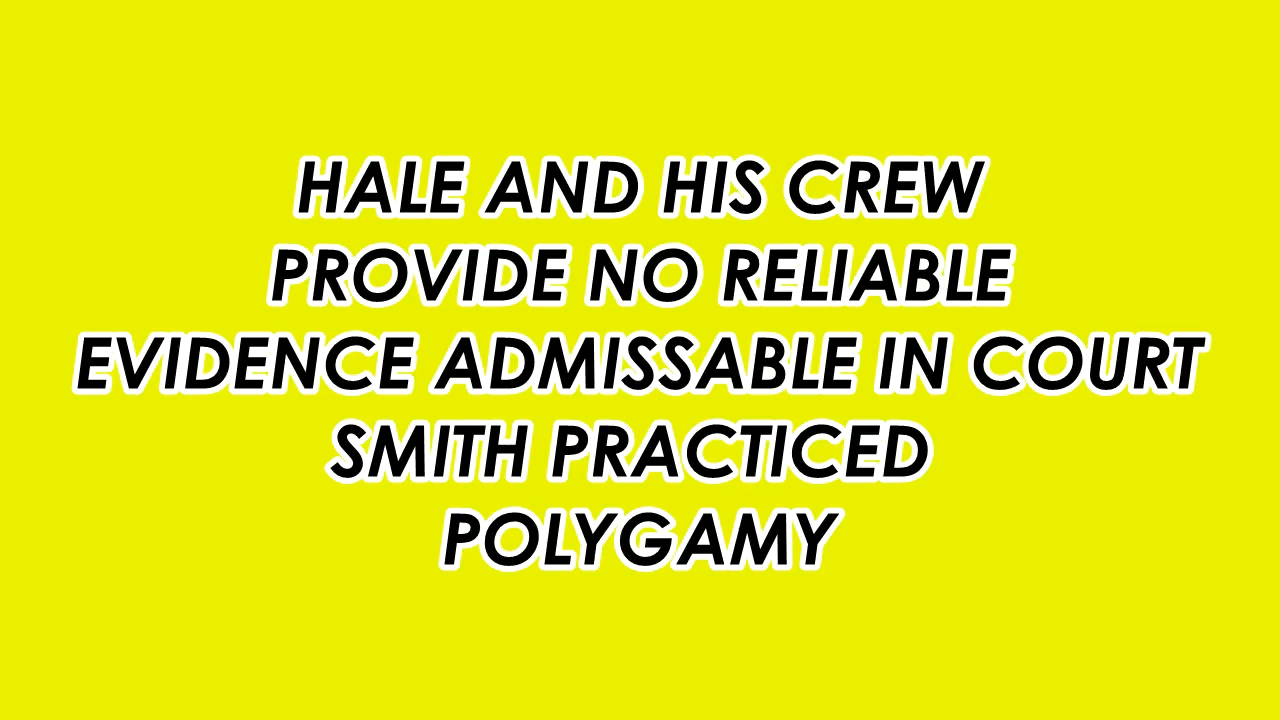 HALE AND HIS CREW
PROVIDE NO RELIABLE
EVIDENCE ADMISSABLE IN COURT
SMITH PRACTICED
POLYGAMY